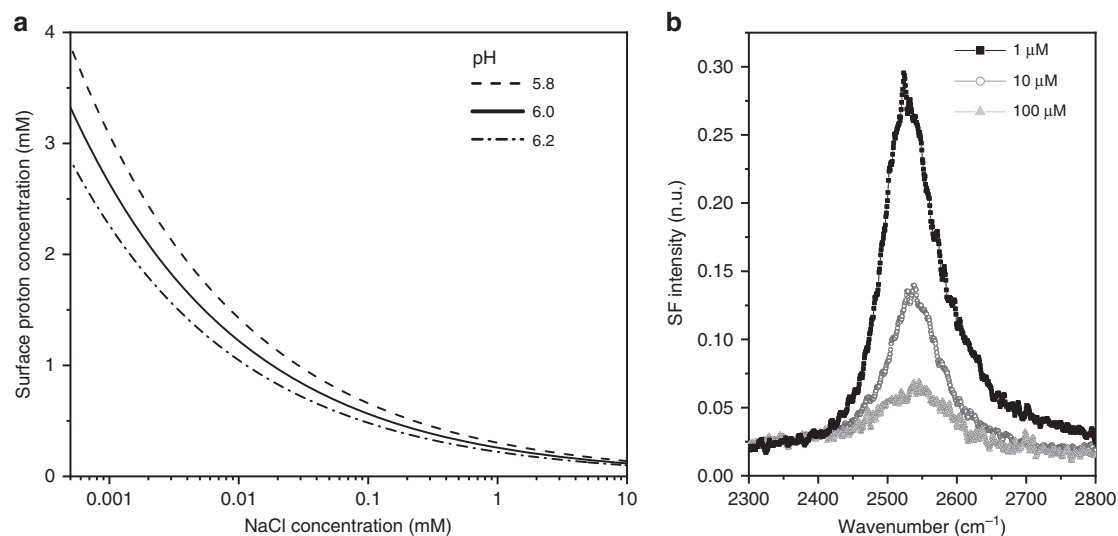 a
Surface proton concentration (mM)
4
3
2
1
0
pH
5.8
6.0
6.2
0.001
0.01
0.1
1
10
NaCl concentration (mM)
b
SF intensity (n.u.)
0.30
0.25
0.20
0.15
0.10
0.05
0.00
1 μM
10 μM
100 μM
2300
2400
2500
2600
2700
2800
Wavenumber (cm⁻¹)